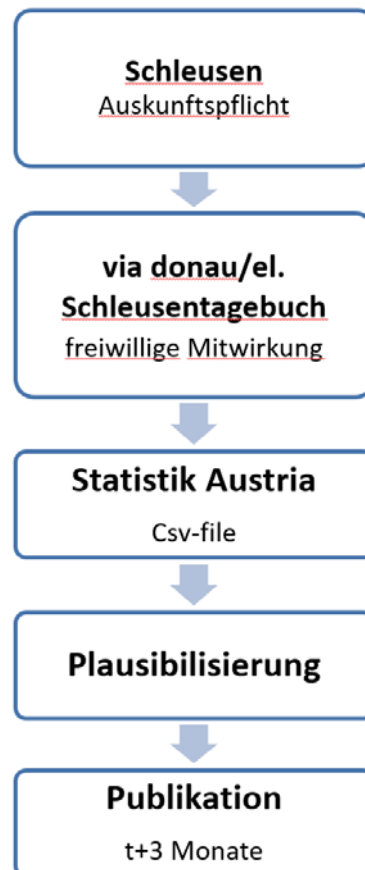 Schleusen
Auskunftspflicht
via donau/el.
Schleusentagebuch
freiwillige Mitwirkung
Statistik Austria
Csv-file
Plausibilisierung
Publikation
t+3 Monate